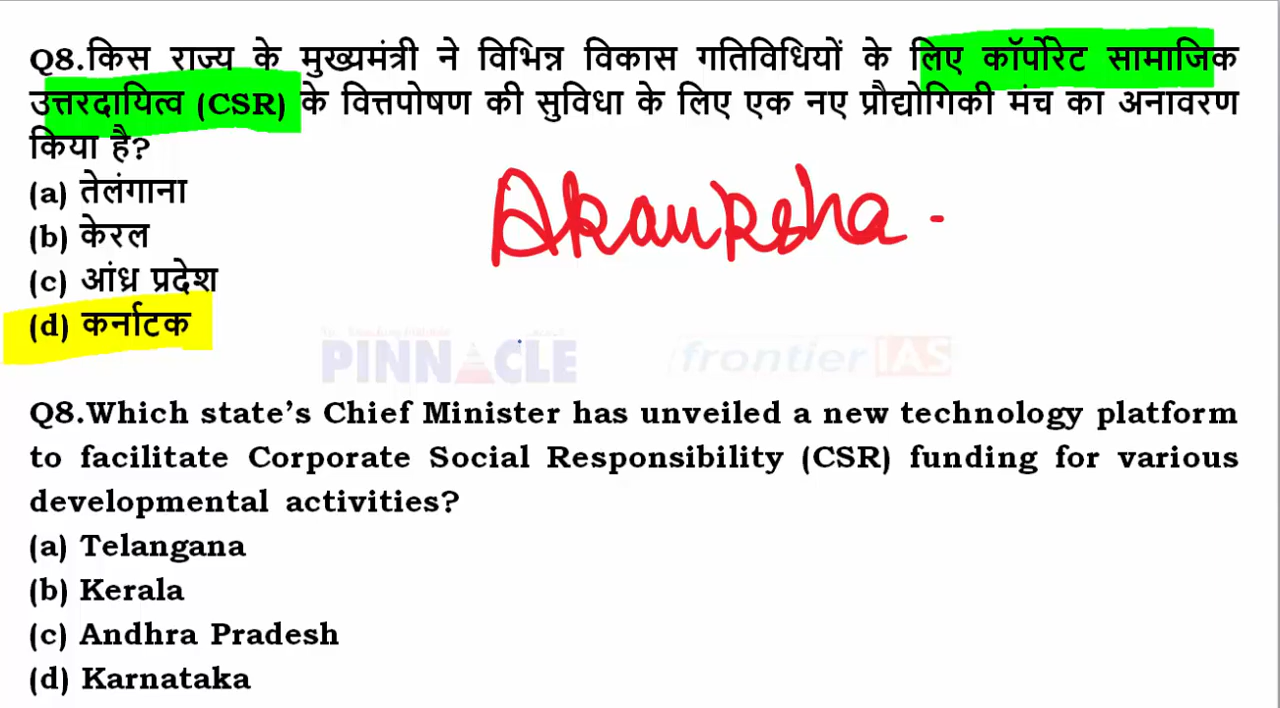 Q8.किस राज्य के मुख्यमंत्री ने विभिन्न विकास गतिविधियों के लिए कॉर्पोरेट सामाजिक
उत्तरदायित्व (CSR) के वित्तपोषण की सुविधा के लिए एक नए प्रौद्योगिकी मंच का अनावरण
किया है?
(a) तेलंगाना
Akanksha -
(b) केरल
(c) आंध्र प्रदेश
(d) कर्नाटक
PINNACLE frontier IAS
Q8.Which state’s Chief Minister has unveiled a new technology platform
to facilitate Corporate Social Responsibility (CSR) funding for various
developmental activities?
(a) Telangana
(b) Kerala
(c) Andhra Pradesh
(d) Karnataka